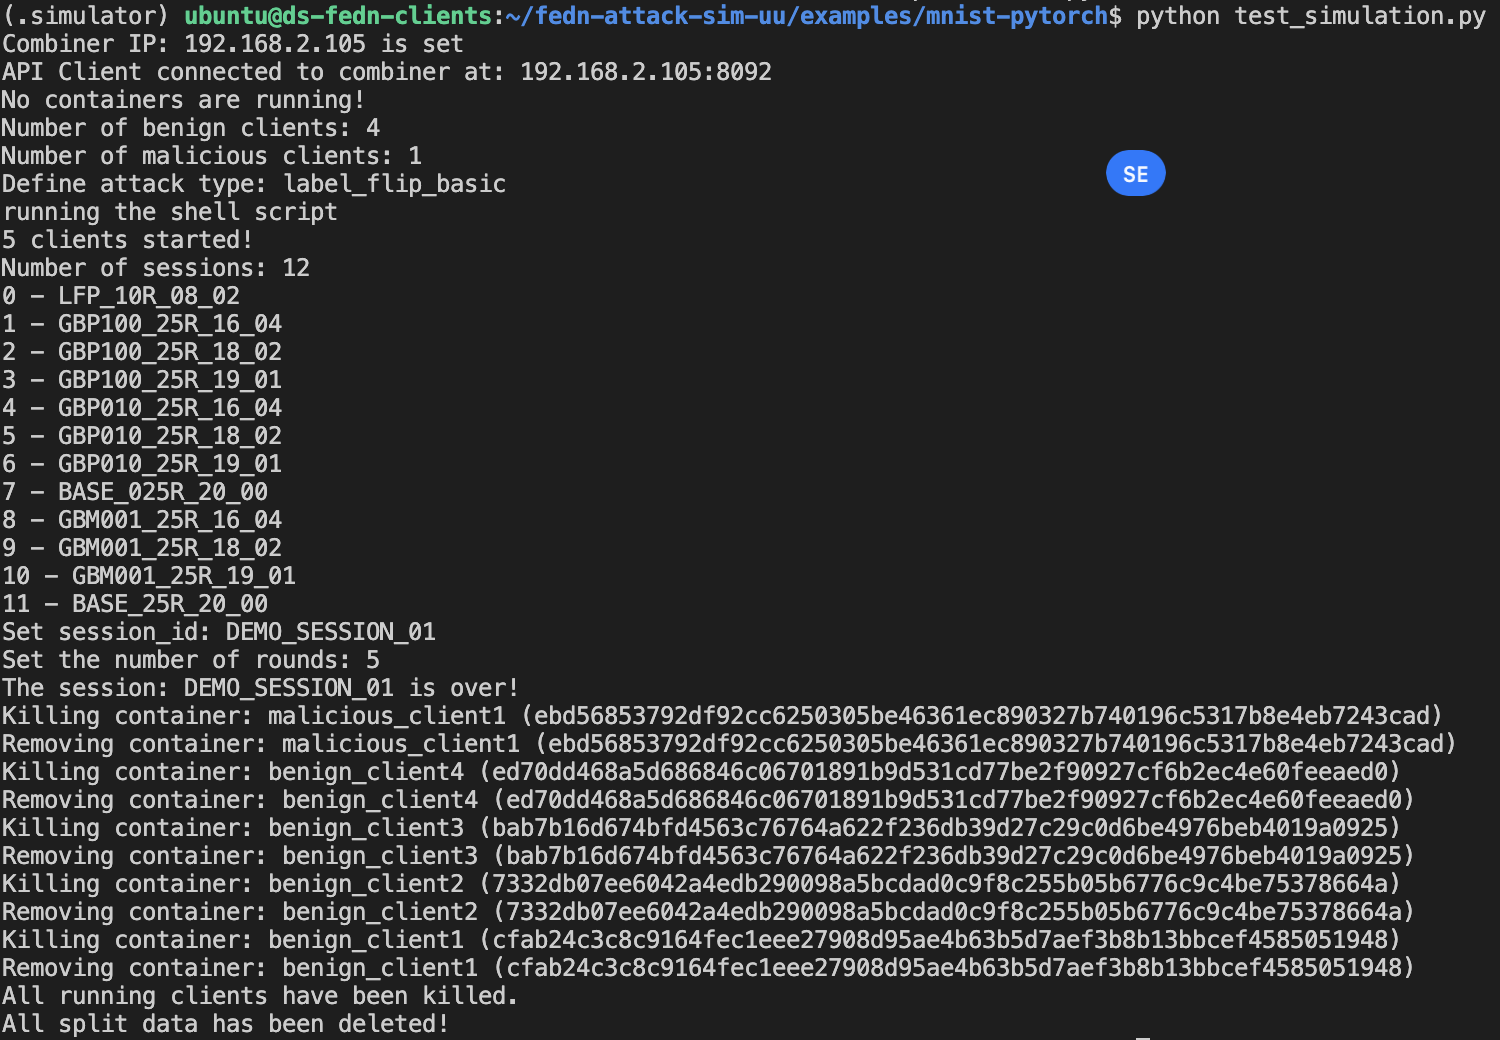 (.simulator) ubuntu@ds-fedn-clients:~/fedn-attack-sim-uu/examples/mnist-pytorch$ python test_simulation.py
Combiner IP: 192.168.2.105 is set
API Client connected to combiner at: 192.168.2.105:8092
No containers are running!
Number of benign clients: 4
Number of malicious clients: 1
SE
Define attack type: label_flip_basic
running the shell script
5 clients started!
Number of sessions: 12
0 – LFP_10R_08_02
1 – GBP100_25R_16_04
2 – GBP100_25R_18_02
3 – GBP100_25R_19_01
4 – GBP010_25R_16_04
5 – GBP010_25R_18_02
6 – GBP010_25R_19_01
7 – BASE_025R_20_00
8 – GBM001_25R_16_04
9 – GBM001_25R_18_02
10 – GBM001_25R_19_01
11 – BASE_25R_20_00
Set session_id: DEMO_SESSION_01
Set the number of rounds: 5
The session: DEMO_SESSION_01 is over!
Killing container: malicious_client1 (ebd56853792df92cc6250305be46361ec890327b740196c5317b8e4eb7243cad)
Removing container: malicious_client1 (ebd56853792df92cc6250305be46361ec890327b740196c5317b8e4eb7243cad)
Killing container: benign_client4 (ed70dd468a5d686846c06701891b9d531cd77be2f90927cf6b2ec4e60feeaed0)
Removing container: benign_client4 (ed70dd468a5d686846c06701891b9d531cd77be2f90927cf6b2ec4e60feeaed0)
Killing container: benign_client3 (bab7b16d674bfd4563c76764a622f236db39d27c29c0d6be4976beb4019a0925)
Removing container: benign_client3 (bab7b16d674bfd4563c76764a622f236db39d27c29c0d6be4976beb4019a0925)
Killing container: benign_client2 (7332db07ee6042a4edb290098a5bcdad0c9f8c255b05b6776c9c4be75378664a)
Removing container: benign_client2 (7332db07ee6042a4edb290098a5bcdad0c9f8c255b05b6776c9c4be75378664a)
Killing container: benign_client1 (cfab24c3c8c9164fec1eee27908d95ae4b63b5d7aef3b8b13bbcef4585051948)
Removing container: benign_client1 (cfab24c3c8c9164fec1eee27908d95ae4b63b5d7aef3b8b13bbcef4585051948)
All running clients have been killed.
All split data has been deleted!